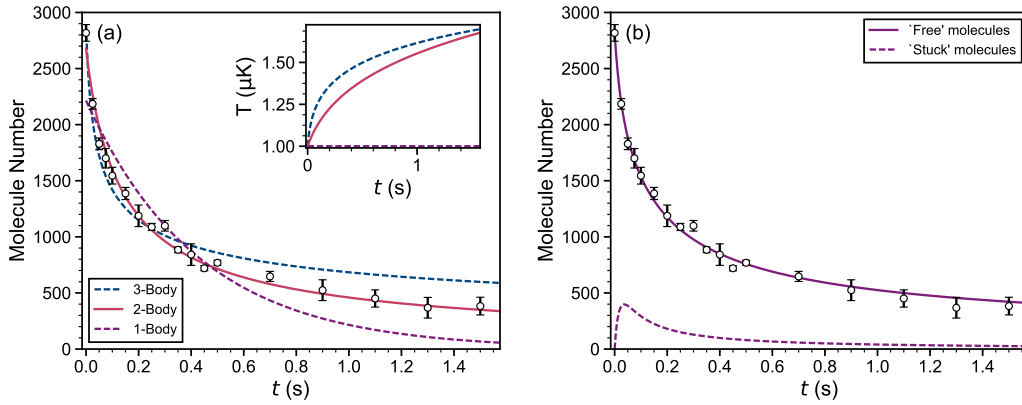 (a)
Molecule Number
3000
2500
2000
1500
1000
500
0
0.0
0.2
0.4
0.6
0.8
1.0
1.2
1.4
t (s)
T (µK)
1.50
1.25
1.00
0
1
t (s)
3-Body
2-Body
1-Body
(b)
`Free' molecules
`Stuck' molecules
Molecule Number
3000
2500
2000
1500
1000
500
0
0.0
0.2
0.4
0.6
0.8
1.0
1.2
1.4
t (s)